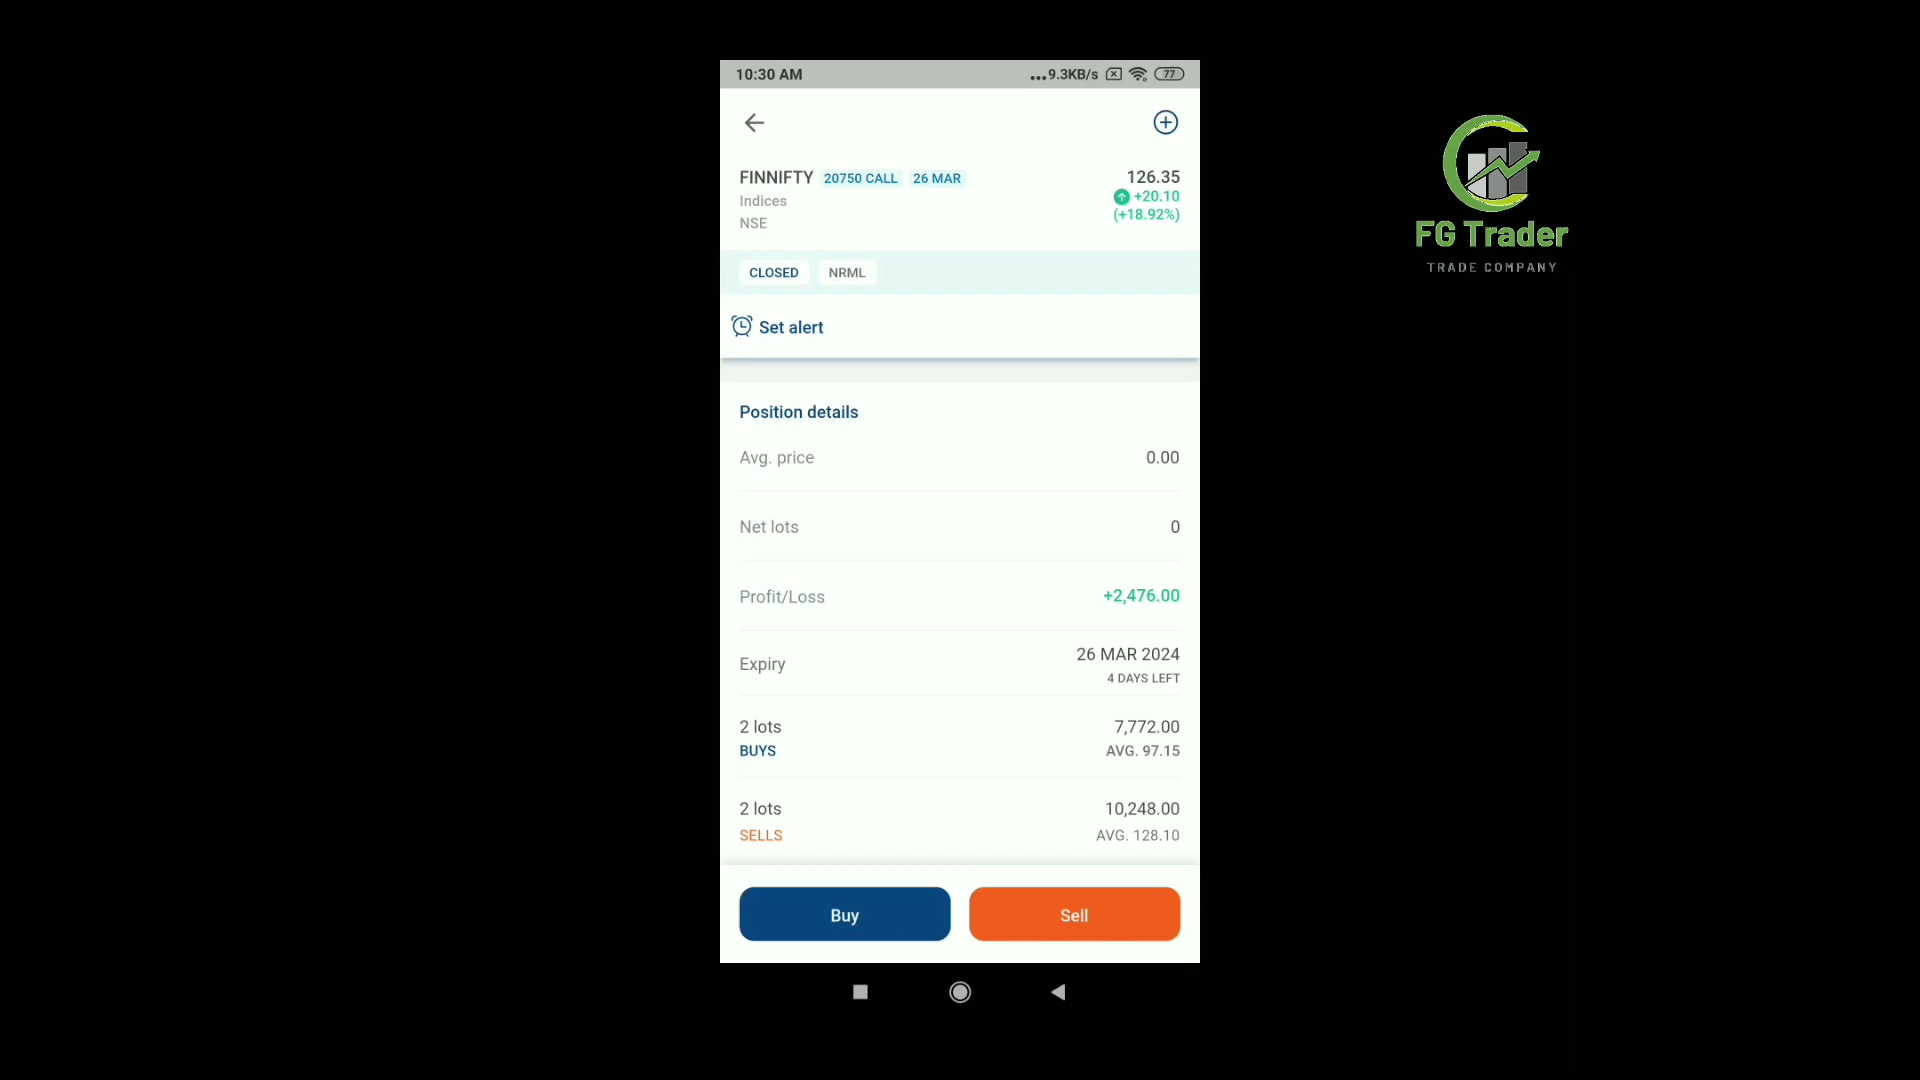 10:30 AM
...9.3KB/s 77
FINNIFTY 20750 CALL 26 MAR
126.35
Indices
+20.10
NSE
(+18.92%)
CLOSED NRML
Set alert
Position details
Avg. price 0.00
Net lots 0
Profit/Loss +2,476.00
Expiry
26 MAR 2024
4 DAYS LEFT
2 lots 7,772.00
BUYS AVG. 97.15
2 lots 10,248.00
SELLS AVG. 128.10
Buy Sell
FG Trader
TRADE COMPANY